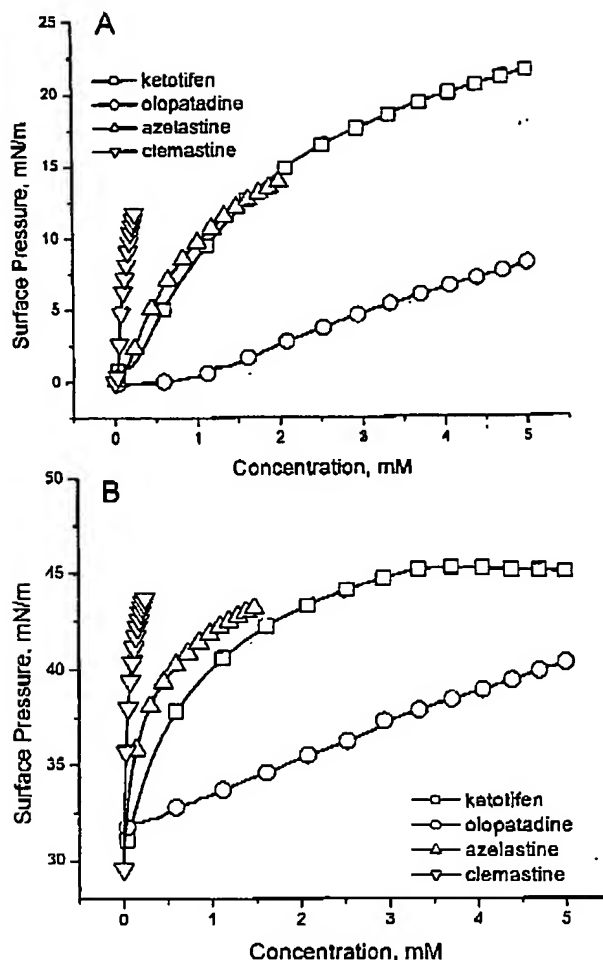 A
ketotifen
olopatadine
azelastine
clemastine
Surface Pressure, mN/m
25
20
15
10
5
0
0 1 2 3 4 5
Concentration, mM
B
Surface Pressure, mN/m
50
45
40
35
30
ketotifen
olopatadine
azelastine
clemastine
0 1 2 3 4 5
Concentration, mM